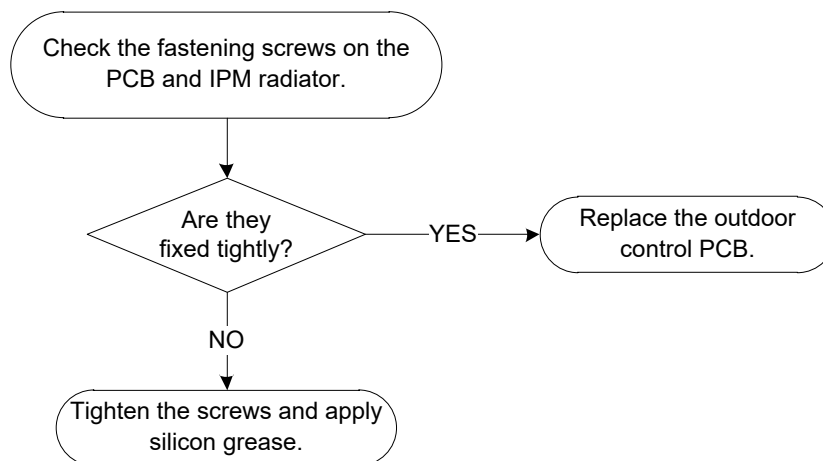 Check the fastening screws on the
PCB and IPM radiator.
Are they
fixed tightly?
YES
Replace the outdoor
control PCB.
NO
Tighten the screws and apply
silicon grease.